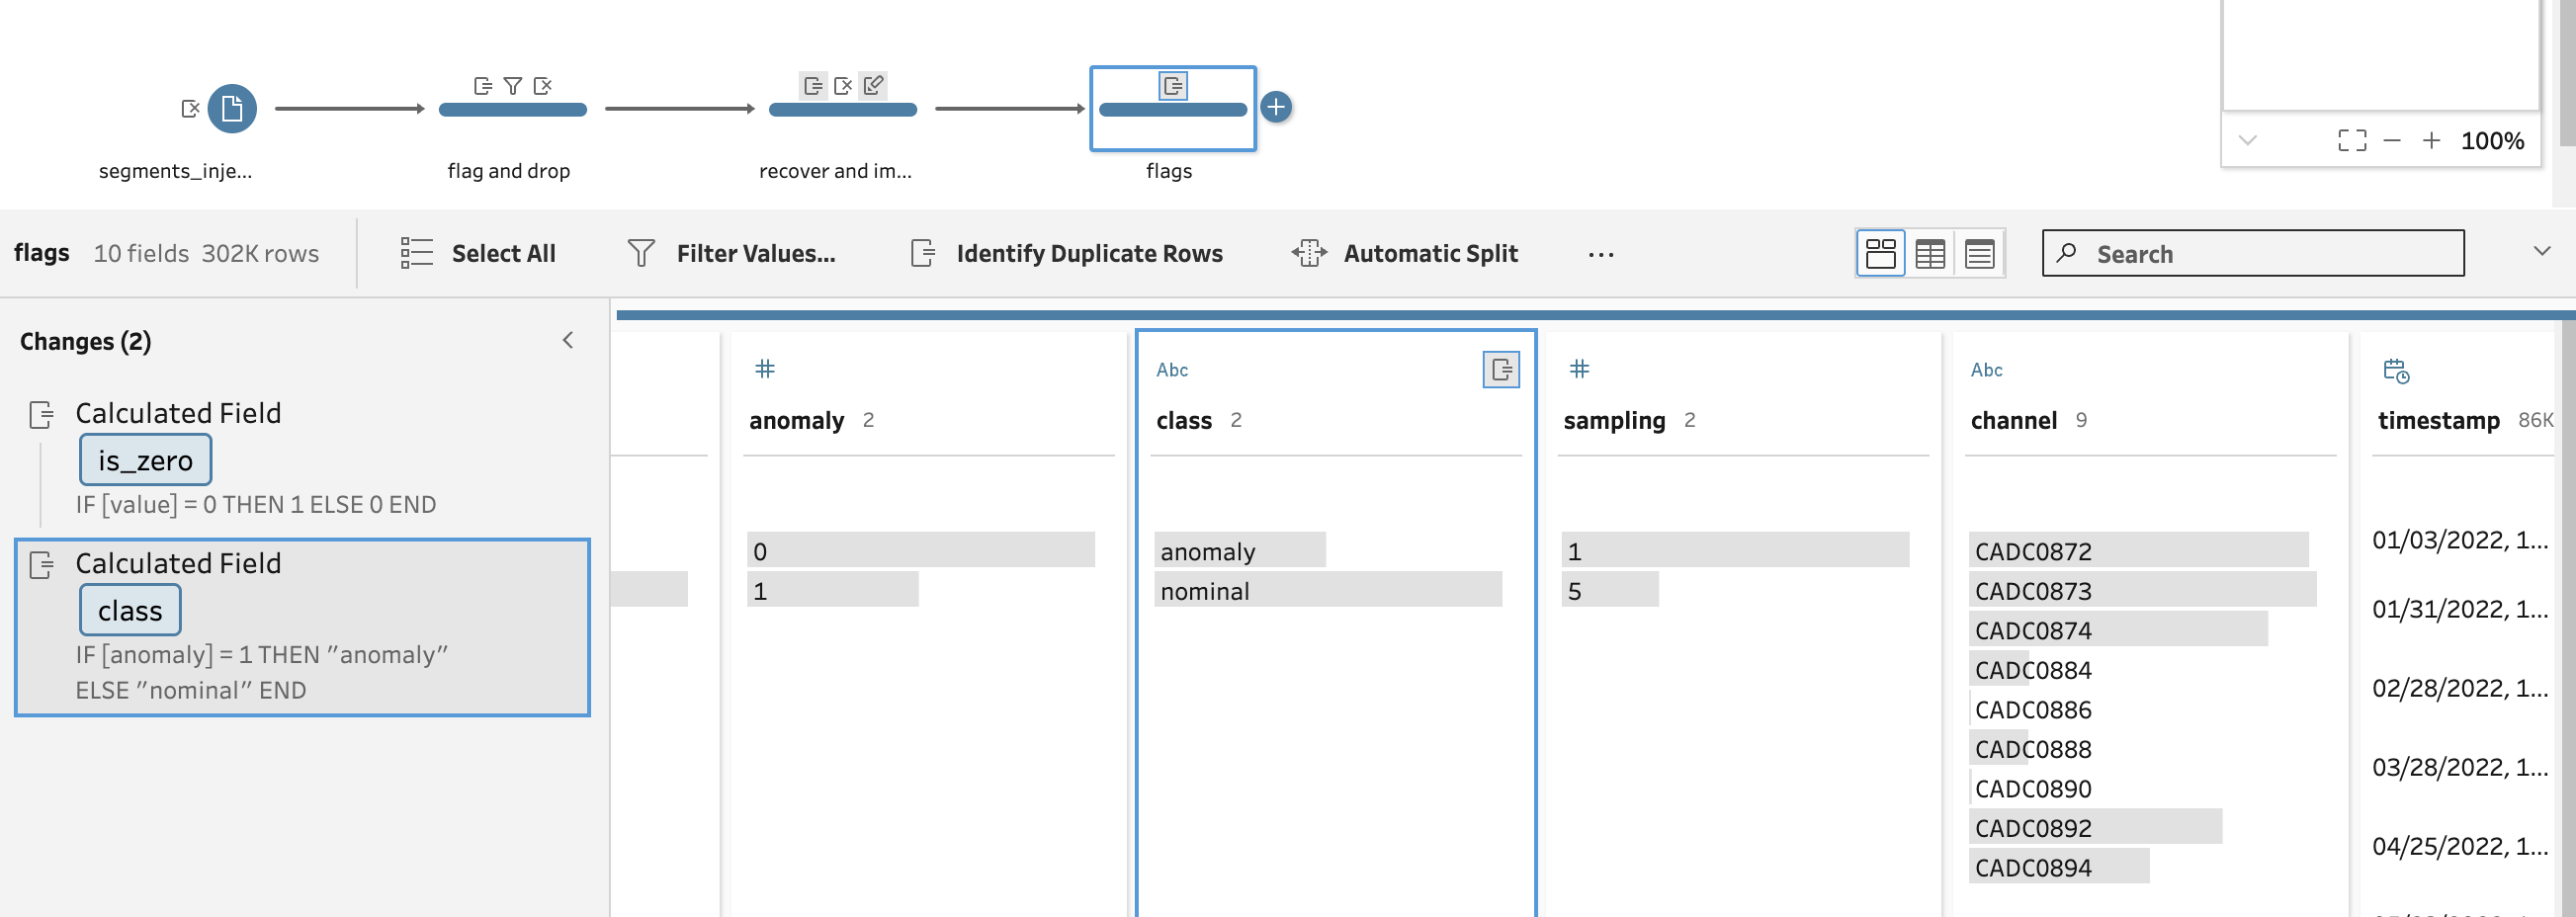 segments_inje...
flag and drop
recover and im...
flags
100%
flags 10 fields 302K rows
Select All
Filter Values...
Identify Duplicate Rows
Automatic Split
...
Search
Changes (2)
Calculated Field
is_zero
IF [value] = 0 THEN 1 ELSE 0 END
Calculated Field
class
IF [anomaly] = 1 THEN "anomaly"
ELSE "nominal" END
#
anomaly 2
0
1
Abc
class 2
anomaly
nominal
#
sampling 2
1
5
Abc
channel 9
CADC0872
CADC0873
CADC0874
CADC0884
CADC0886
CADC0888
CADC0890
CADC0892
CADC0894
timestamp 86K
01/03/2022, 1...
01/31/2022, 1...
02/28/2022, 1...
03/28/2022, 1...
04/25/2022, 1...